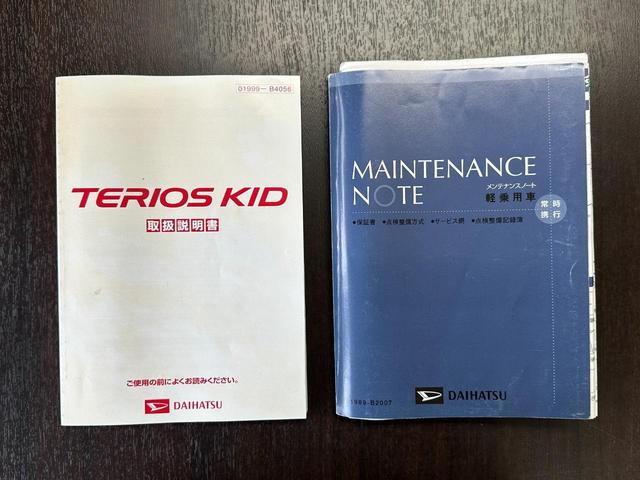 01999-B4056
TERIOS KID
取扱説明書
ご使用の前によくお読みください。
DAIHATSU
MAINTENANCE
NOTE
メンテナンスノート
軽乗用車
常時
携行
●保証書 ●点検整備方式 ●サービス網 ●点検整備記録簿
DAIHATSU
1989-B2007